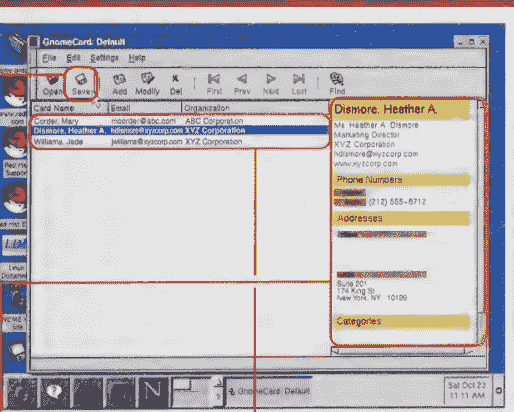 GnomeCard: Default
File Edit Settings Help
Open Save Add Modify Del First Prev Next Last Find
Card Name Email Organization
Corder, Mary mcorder@abc.com ABC Corporation
Dismore, Heather A. hdismore@xyzcorp.com XYZ Corporation
Williams, Jade jwilliams@xyzcorp.com XYZ Corporation
Dismore, Heather A.
Ms. Heather A. Dismore
Marketing Director
XYZ Corporation
hdismore@xyzcorp.com
www.xyzcorp.com
Phone Numbers
(212) 555-8712
Addresses
Suite 201
174 King St
New York, NY 10199
Categories
GnomeCard: Default
Sat Oct 23
11:11 AM